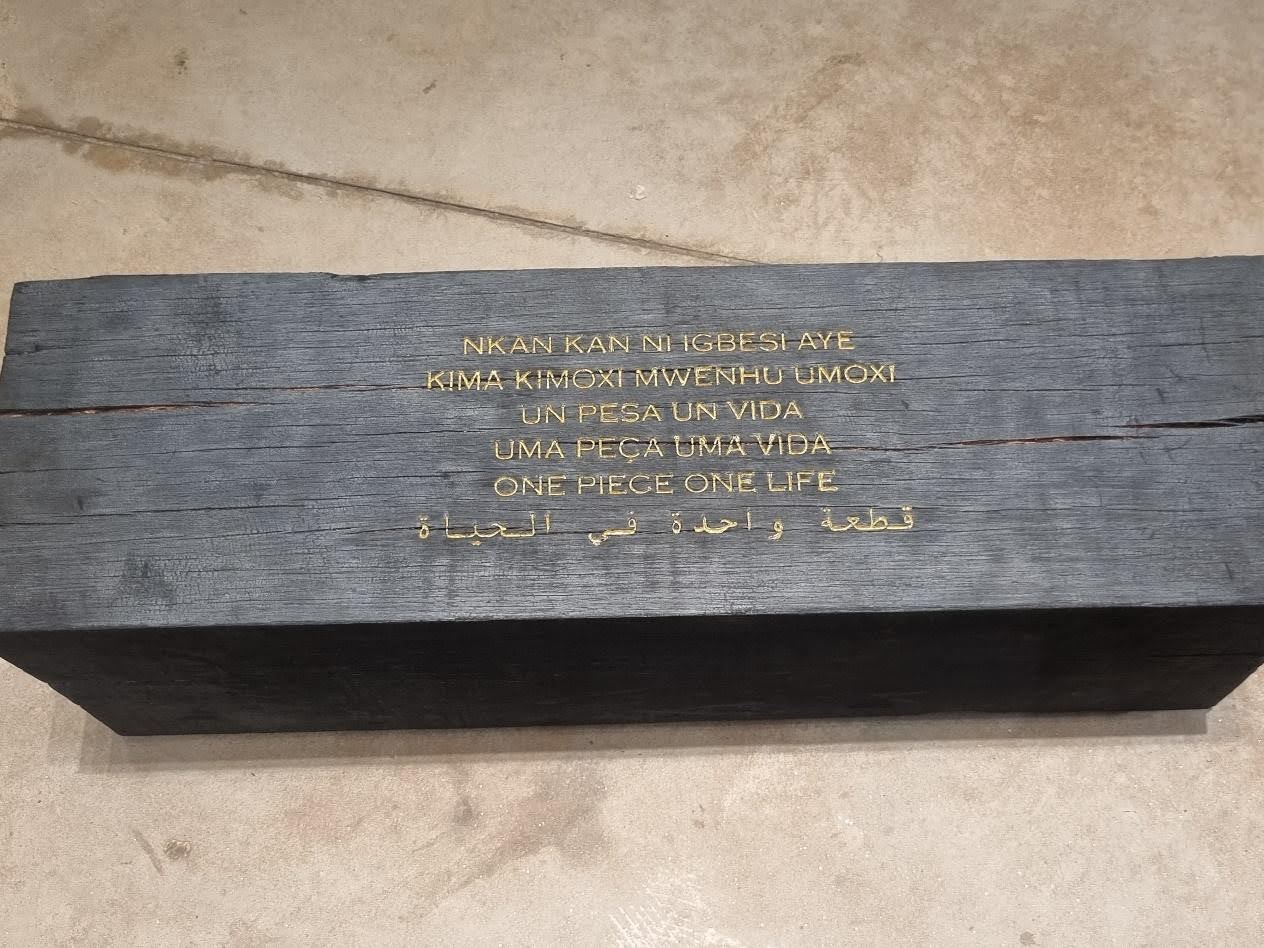 NKAN KAN NI IGBESI AYE
KIMA KIMOXI MWENHU UMOXI
UN PESA UN VIDA
UMA PEÇA UMA VIDA
ONE PIECE ONE LIFE
قطعة واحدة في الحياة